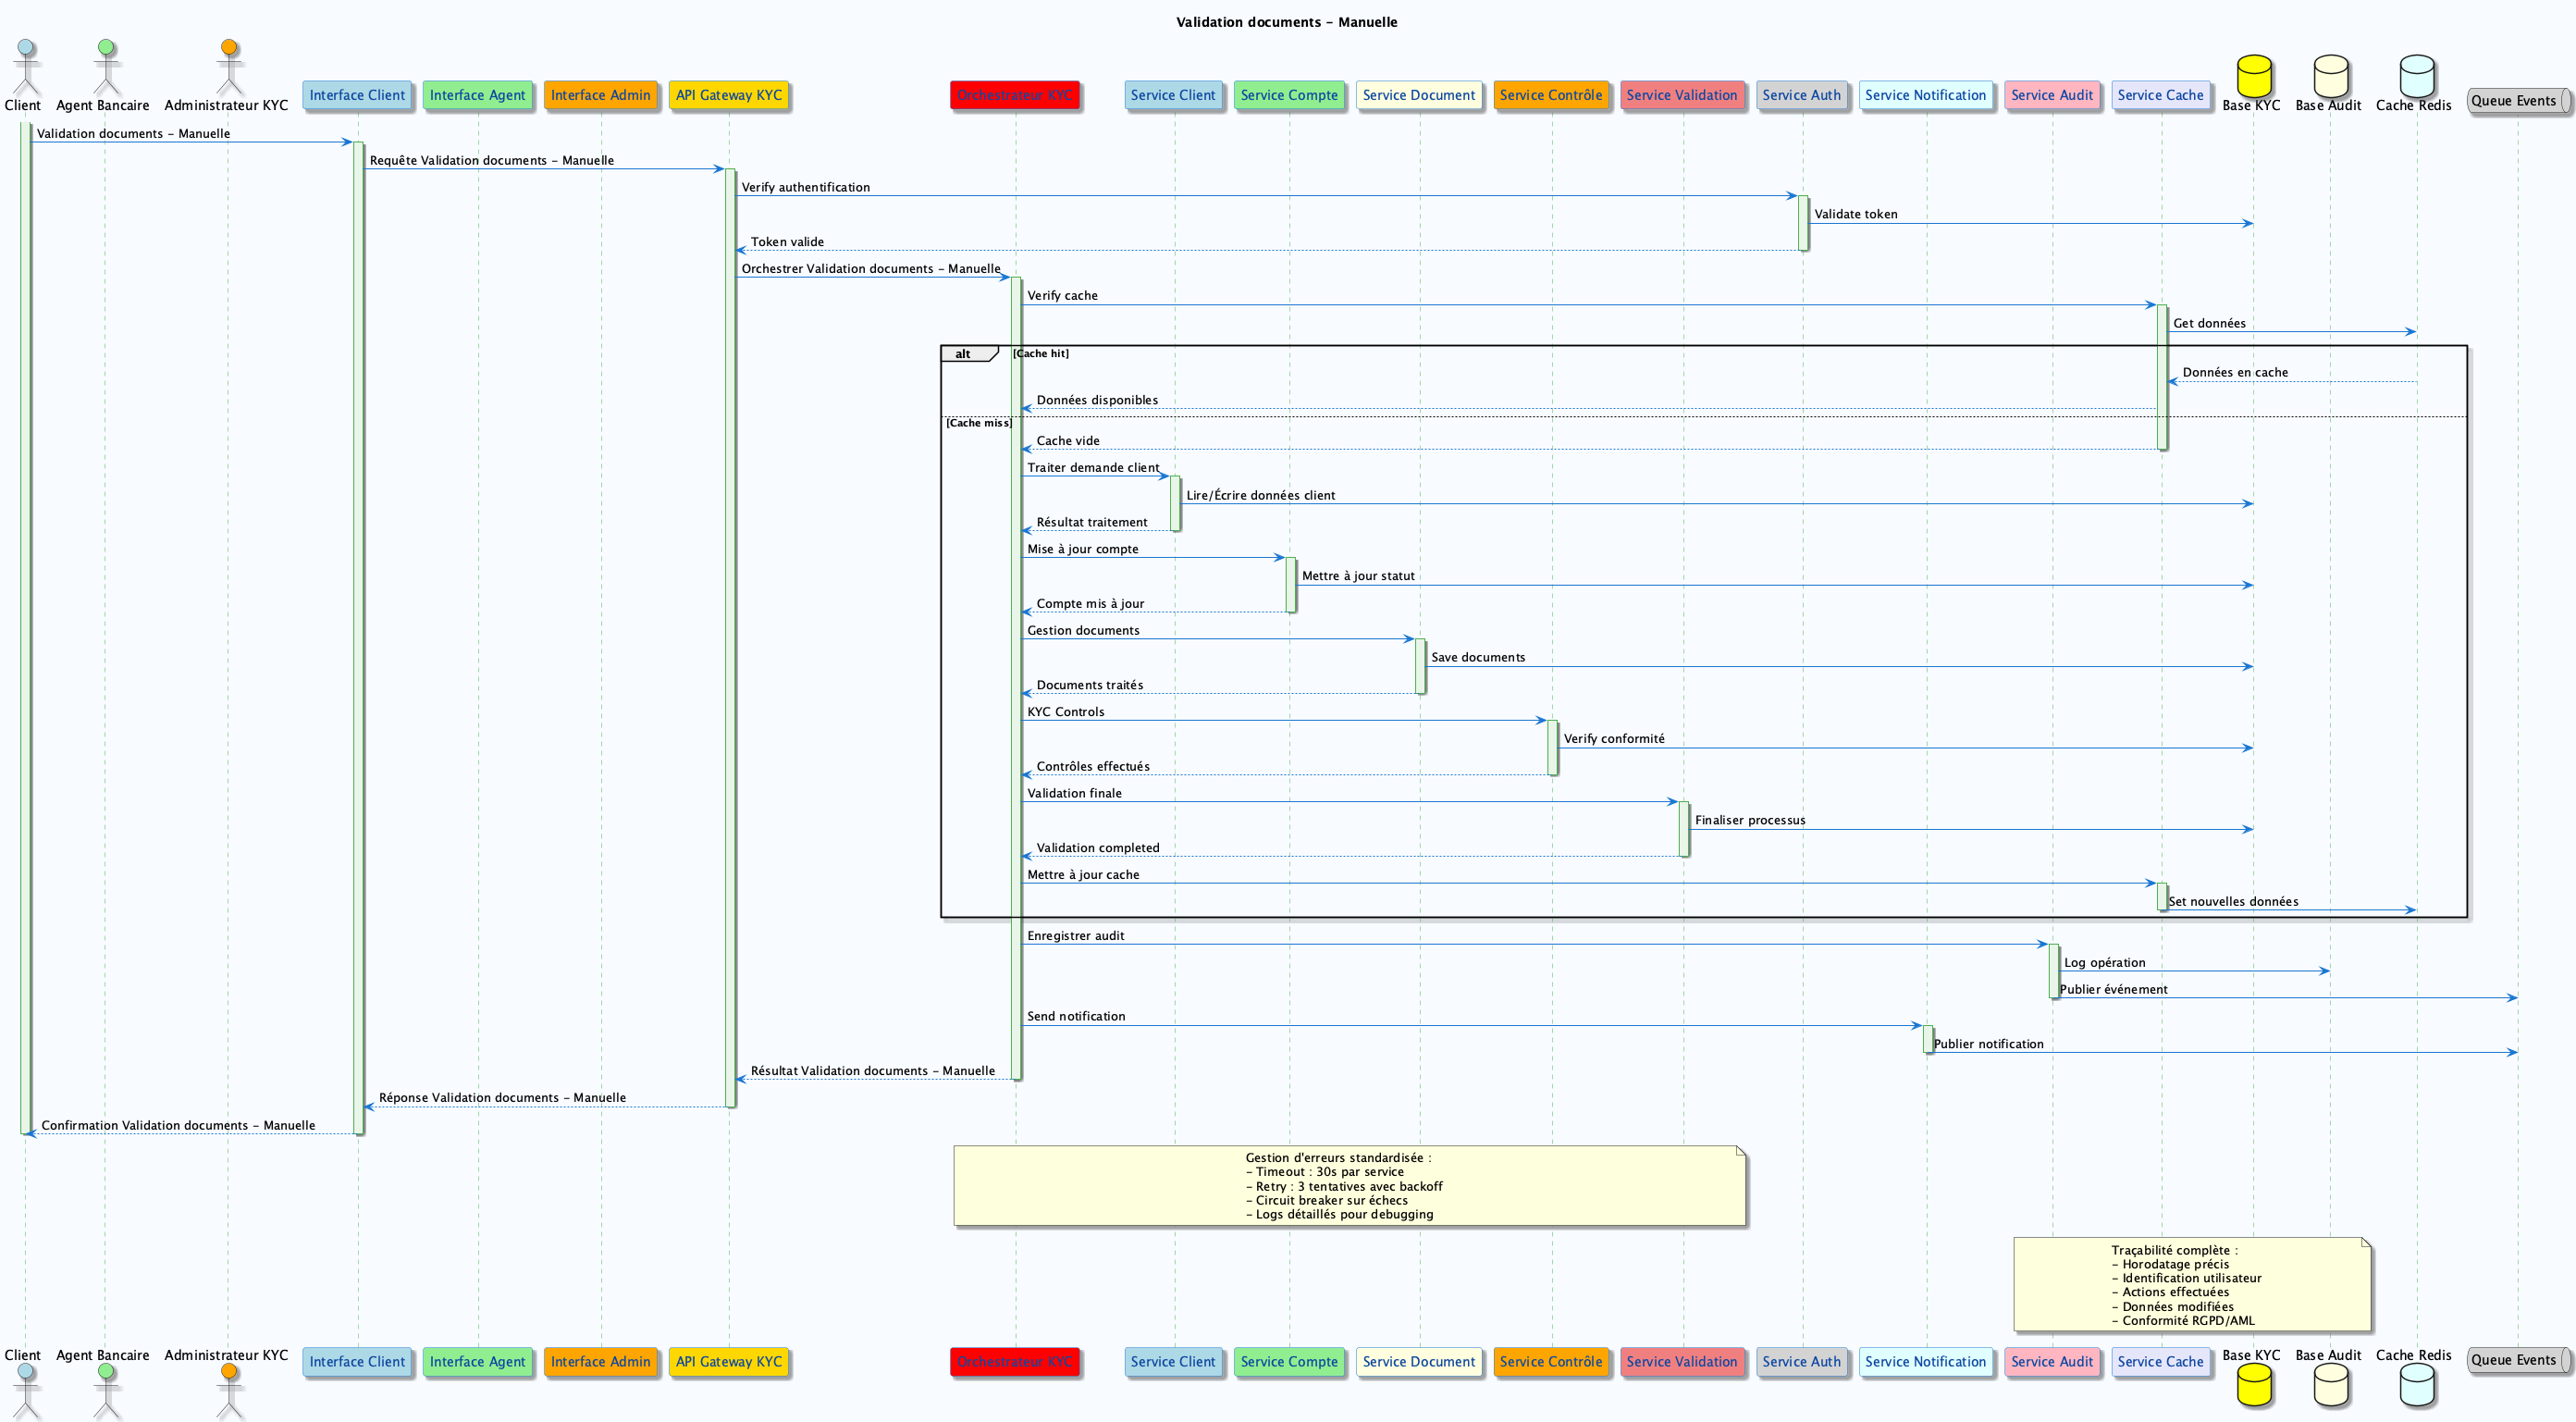 Validation documents - Manuelle
Client
Agent Bancaire
Administrateur KYC
Interface Client
Interface Agent
Interface Admin
API Gateway KYC
Orchestrateur KYC
Service Client
Service Compte
Service Document
Service Contrôle
Service Validation
Service Auth
Service Notification
Service Audit
Service Cache
Base KYC
Base Audit
Cache Redis
Queue Events
Validation documents - Manuelle
Requête Validation documents - Manuelle
Verify authentification
Validate token
Token valide
Orchestrer Validation documents - Manuelle
Verify cache
Get données
alt
[Cache hit]
Données en cache
Données disponibles
[Cache miss]
Cache vide
Traiter demande client
Lire/Écrire données client
Résultat traitement
Mise à jour compte
Mettre à jour statut
Compte mis à jour
Gestion documents
Save documents
Documents traités
KYC Controls
Verify conformité
Contrôles effectués
Validation finale
Finaliser processus
Validation completed
Mettre à jour cache
Set nouvelles données
Enregistrer audit
Log opération
Publier événement
Send notification
Publier notification
Résultat Validation documents - Manuelle
Réponse Validation documents - Manuelle
Confirmation Validation documents - Manuelle
Gestion d'erreurs standardisée :
- Timeout : 30s par service
- Retry : 3 tentatives avec backoff
- Circuit breaker sur échecs
- Logs détaillés pour debugging
Traçabilité complète :
- Horodatage précis
- Identification utilisateur
- Actions effectuées
- Données modifiées
- Conformité RGPD/AML
Client
Agent Bancaire
Administrateur KYC
Interface Client
Interface Agent
Interface Admin
API Gateway KYC
Orchestrateur KYC
Service Client
Service Compte
Service Document
Service Contrôle
Service Validation
Service Auth
Service Notification
Service Audit
Service Cache
Base KYC
Base Audit
Cache Redis
Queue Events